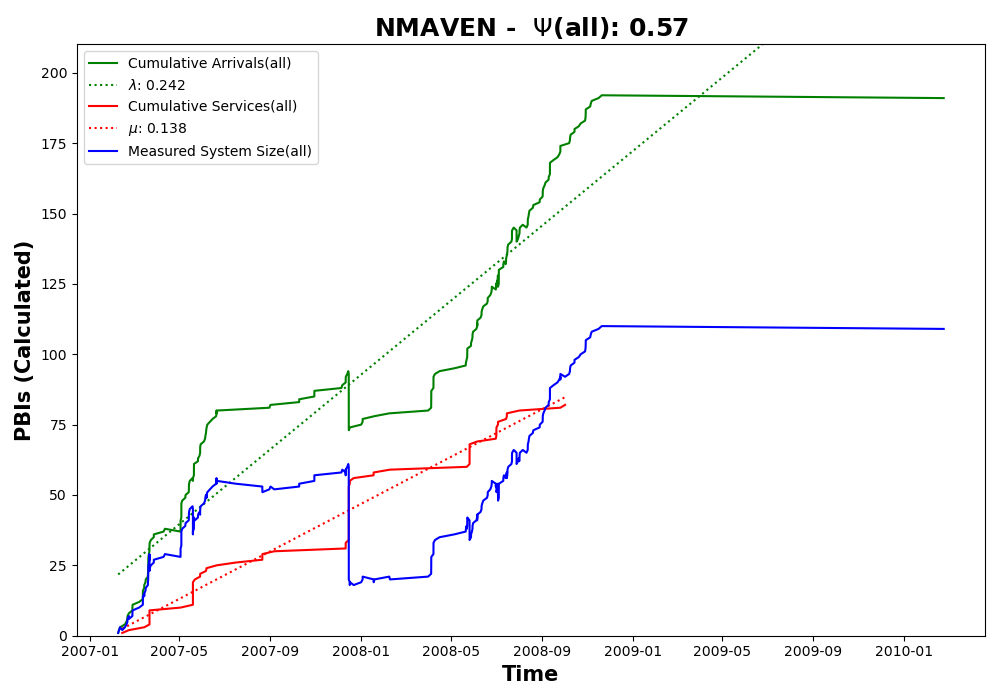 NMAVEN -  Ψ(all): 0.57
Cumulative Arrivals(all)
λ: 0.242
Cumulative Services(all)
μ: 0.138
Measured System Size(all)
PBIs (Calculated)
200
175
150
125
100
75
50
25
0
2007-01 2007-05 2007-09 2008-01 2008-05 2008-09 2009-01 2009-05 2009-09 2010-01
Time